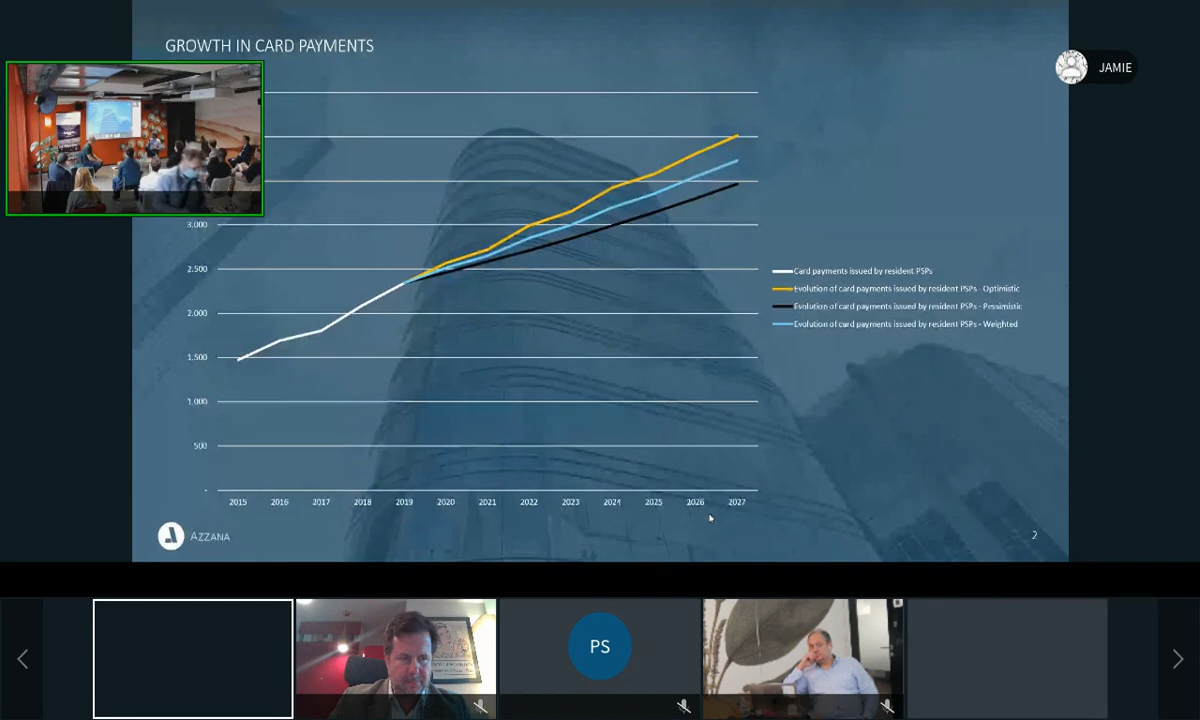 GROWTH IN CARD PAYMENTS
JAMIE
3.000
2.500
2.000
1.500
1.000
500
-
2015 2016 2017 2018 2019 2020 2021 2022 2023 2024 2025 2026 2027
Card payments issued by resident PSPs
Evolution of card payments issued by resident PSPs - Optimistic
Evolution of card payments issued by resident PSPs - Pessimistic
Evolution of card payments issued by resident PSPs - Weighted
AZZANA
2
PS